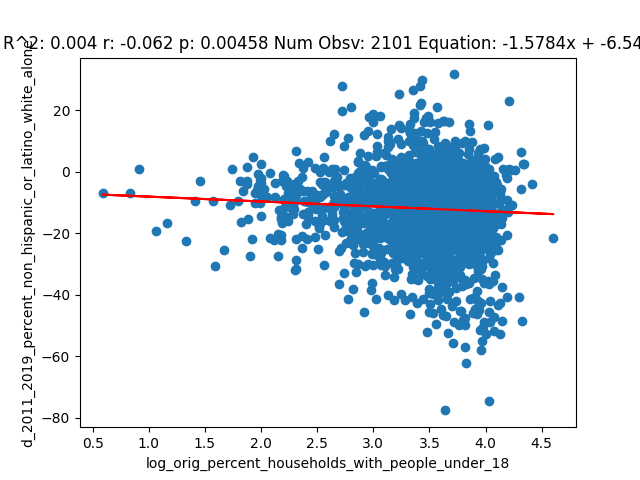 R^2: 0.004 r: -0.062 p: 0.00458 Num Obsv: 2101 Equation: -1.5784x + -6.54
d_2011_2019_percent_non_hispanic_or_latino_white_alone
20
0
−20
−40
−60
−80
0.5 1.0 1.5 2.0 2.5 3.0 3.5 4.0 4.5
log_orig_percent_households_with_people_under_18